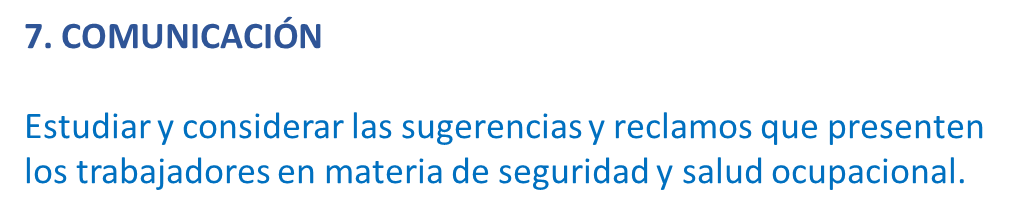 7. COMUNICACIÓN
Estudiar y considerar las sugerencias y reclamos que presenten
los trabajadores en materia de seguridad y salud ocupacional.